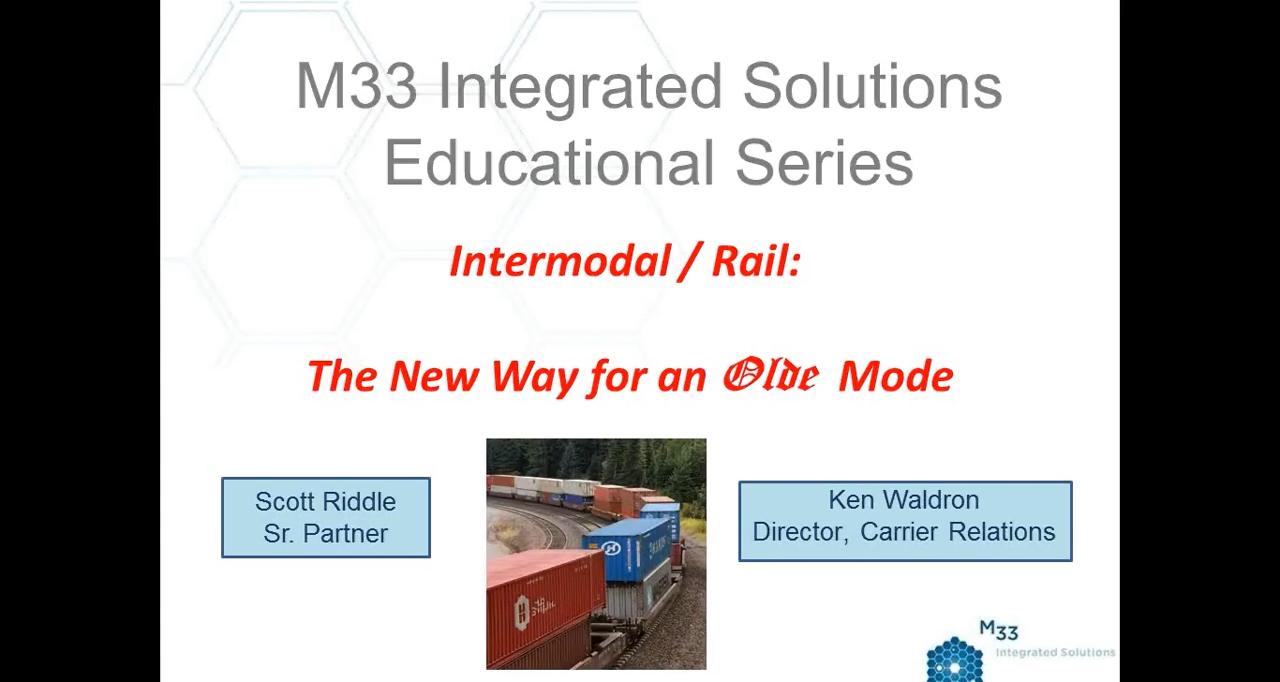 M33 Integrated Solutions
Educational Series
Intermodal / Rail:
The New Way for an Olde Mode
Scott Riddle
Sr. Partner
Ken Waldron
Director, Carrier Relations
M33
Integrated Solutions